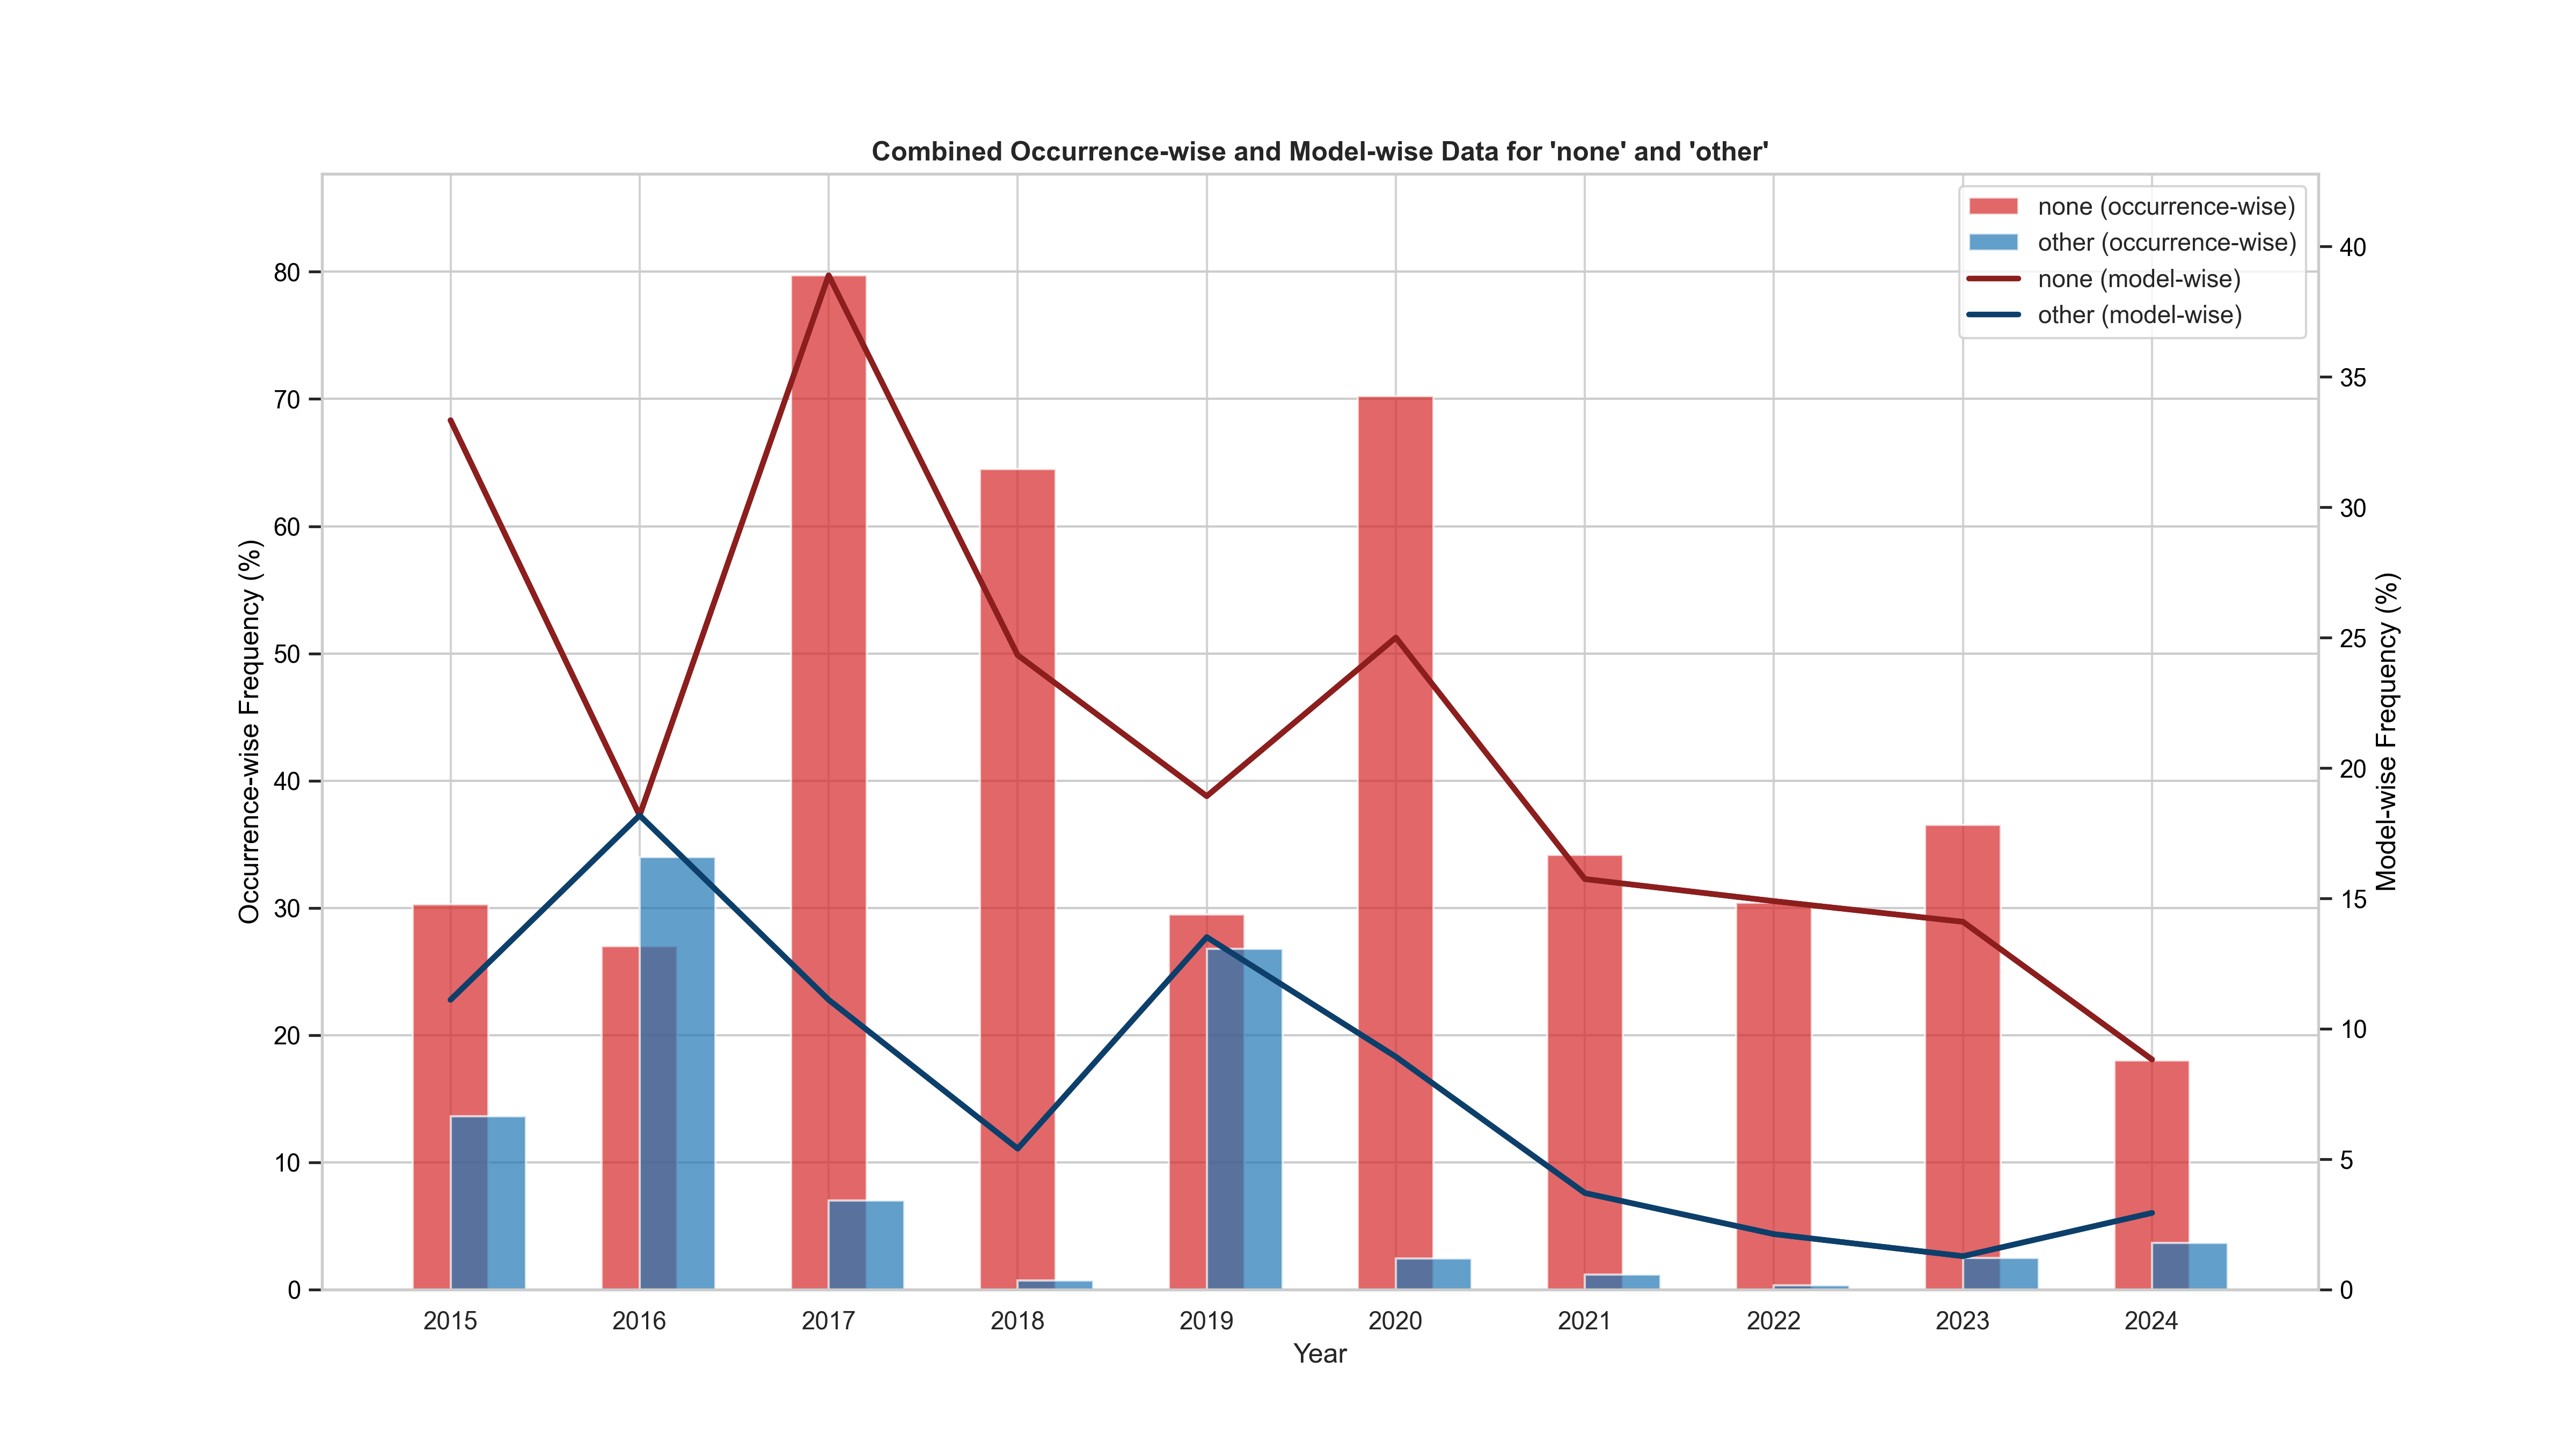 Combined Occurrence-wise and Model-wise Data for 'none' and 'other'
none (occurrence-wise)
other (occurrence-wise)
none (model-wise)
other (model-wise)
Occurrence-wise Frequency (%)
80
70
60
50
40
30
20
10
0
Model-wise Frequency (%)
40
35
30
25
20
15
10
5
0
2015 2016 2017 2018 2019 2020 2021 2022 2023 2024
Year